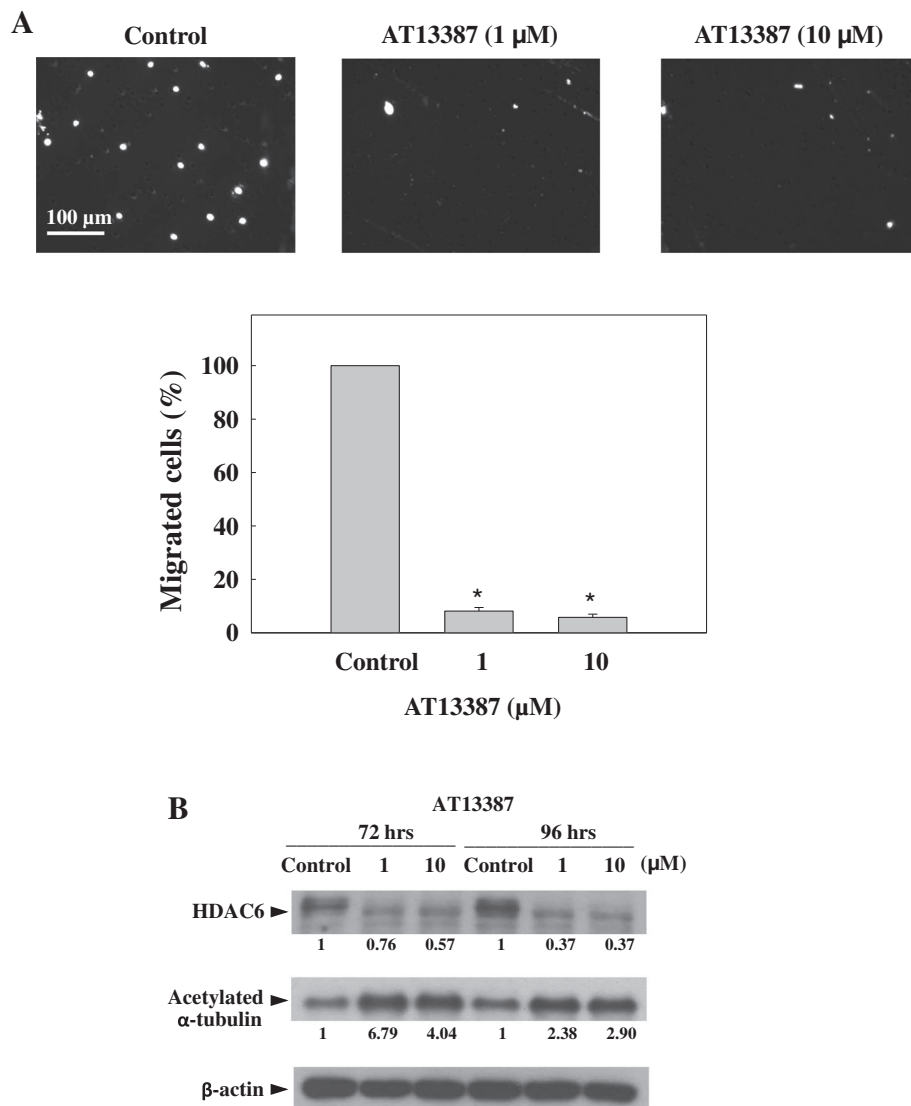 A
Control AT13387 (1 μM) AT13387 (10 μM)
100 μm
Migrated cells (%)
100
80
60
40
20
0
* *
Control 1 10
AT13387 (μM)
B
AT13387
72 hrs 96 hrs
Control 1 10 Control 1 10 (μM)
HDAC6
1 0.76 0.57 1 0.37 0.37
Acetylated
α-tubulin
1 6.79 4.04 1 2.38 2.90
β-actin